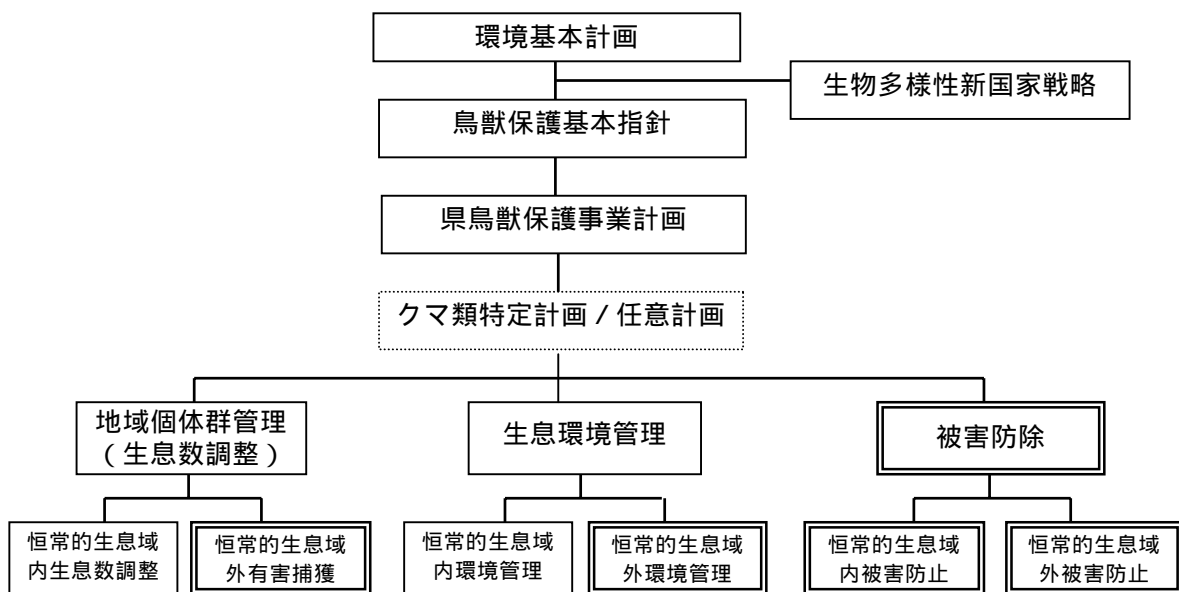 環境基本計画
生物多様性新国家戦略
鳥獣保護基本指針
県鳥獣保護事業計画
クマ類特定計画 / 任意計画
地域個体群管理
（生息数調整）
生息環境管理
被害防除
恒常的生息域
内生息数調整
恒常的生息域
外有害捕獲
恒常的生息域
内環境管理
恒常的生息域
外環境管理
恒常的生息域
内被害防止
恒常的生息域
外被害防止